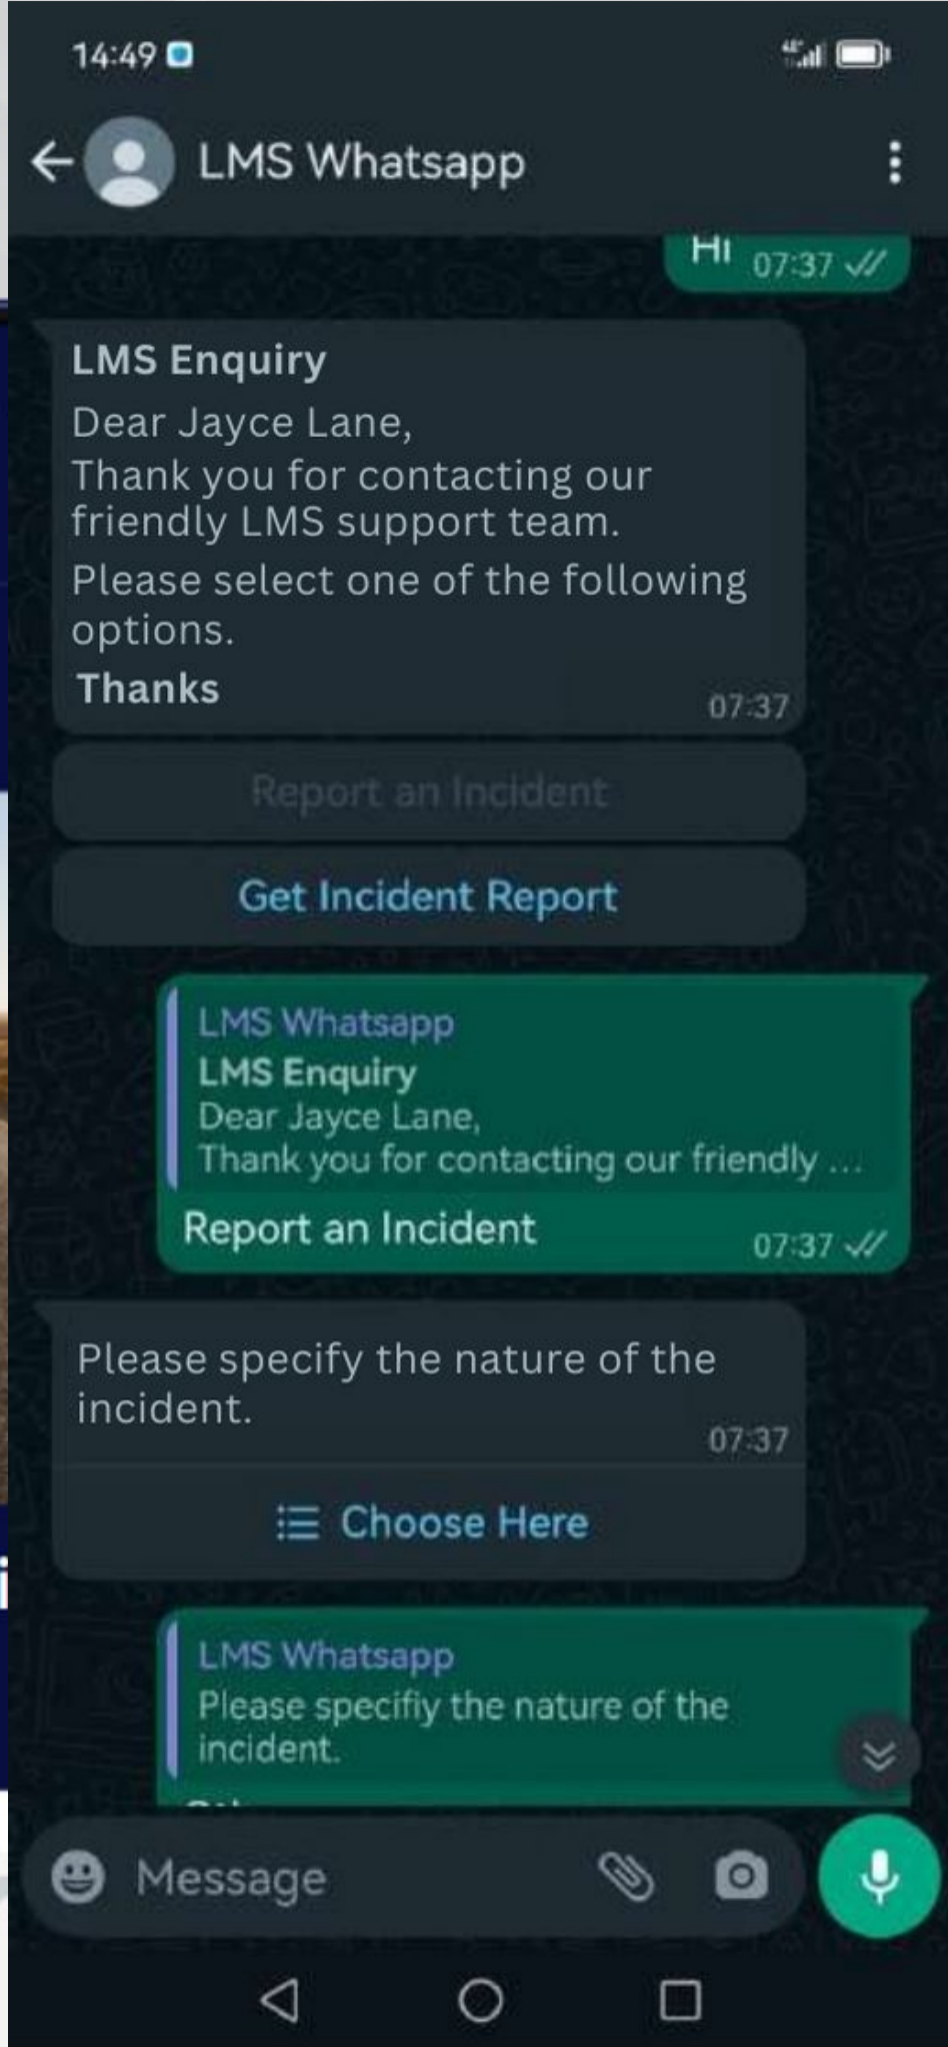 14:49
LMS Whatsapp
Hi 07:37
LMS Enquiry
Dear Jayce Lane,
Thank you for contacting our
friendly LMS support team.
Please select one of the following
options.
Thanks
07:37
Report an Incident
Get Incident Report
LMS Whatsapp
LMS Enquiry
Dear Jayce Lane,
Thank you for contacting our friendly ...
Report an Incident
07:37
Please specify the nature of the
incident.
07:37
Choose Here
LMS Whatsapp
Please specifiy the nature of the
incident.
Message